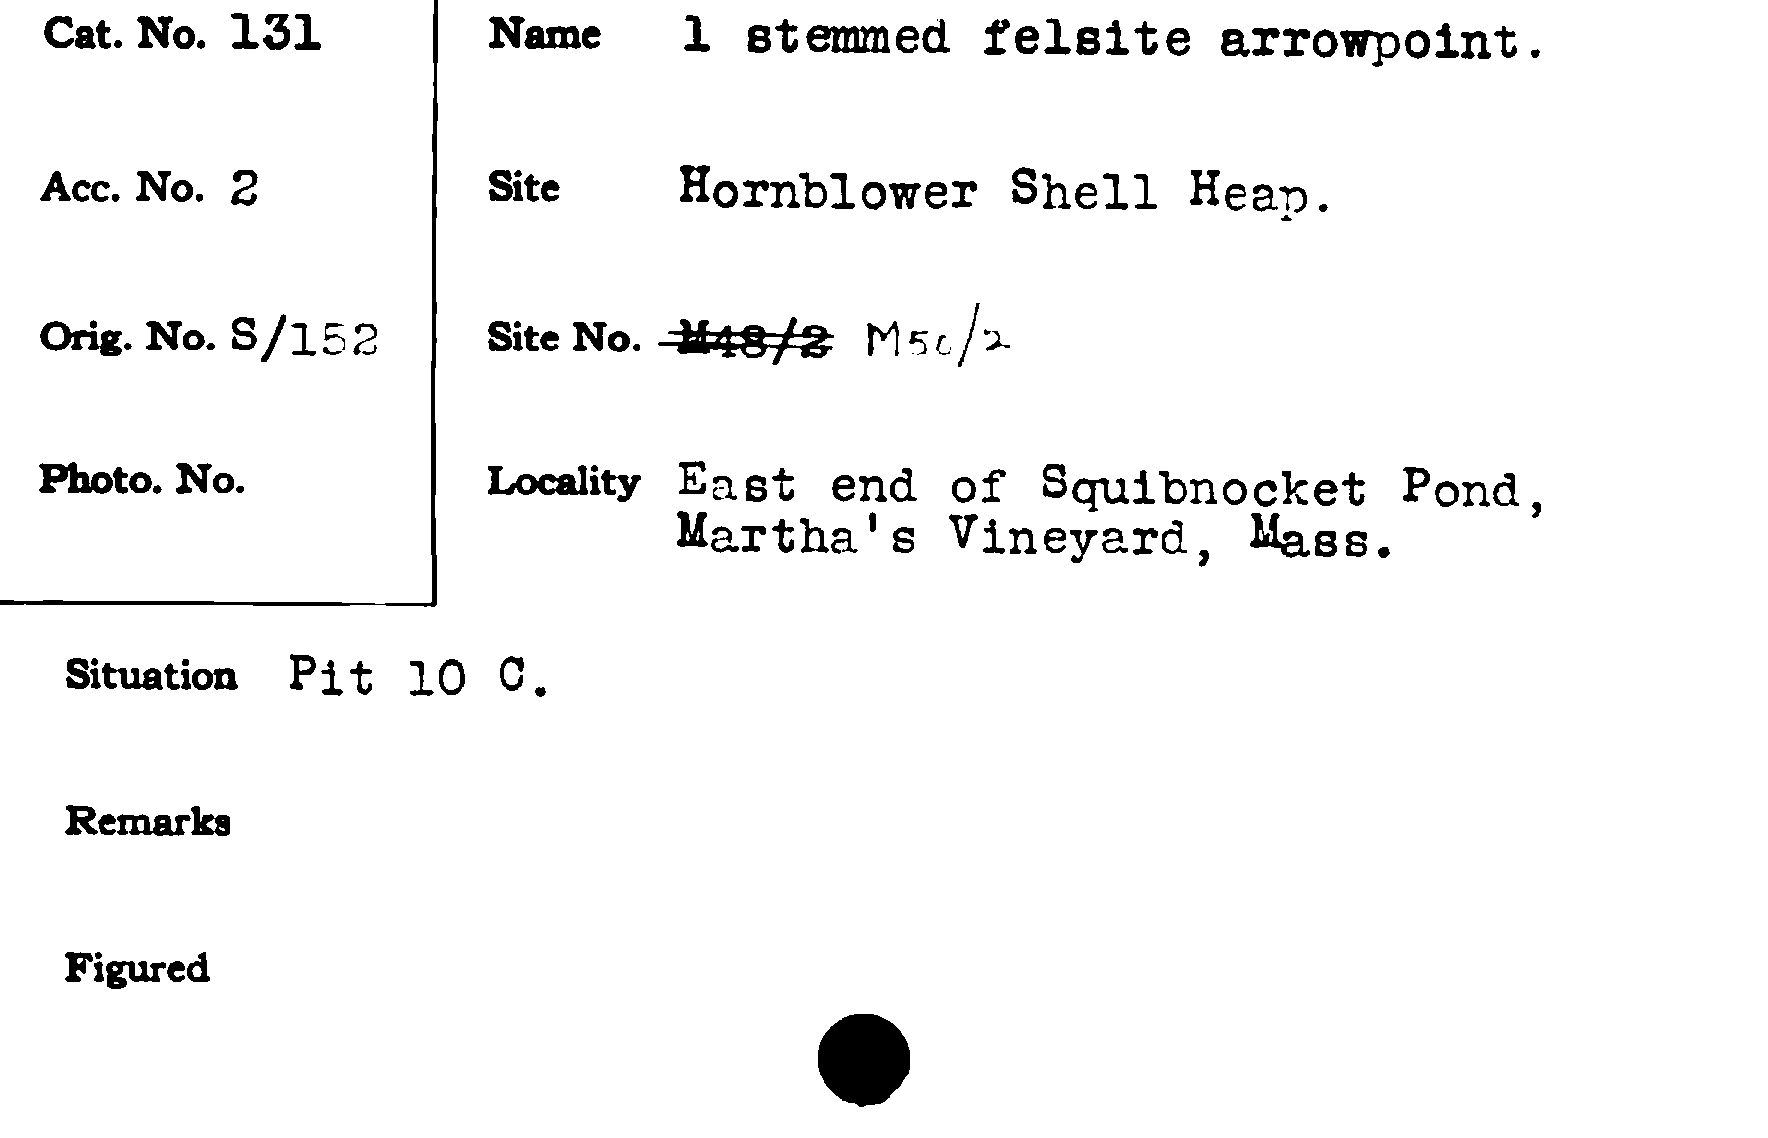 Cat. No. 131
Name 1 stemmed felsite arrowpoint.
Acc. No. 2
Site Hornblower Shell Heap.
Orig. No. S/152
Site No. M48/2 M50/2
Photo. No.
Locality East end of Squibnocket Pond,
Martha's Vineyard, Mass.
Situation Pit 10 C.
Remarks
Figured